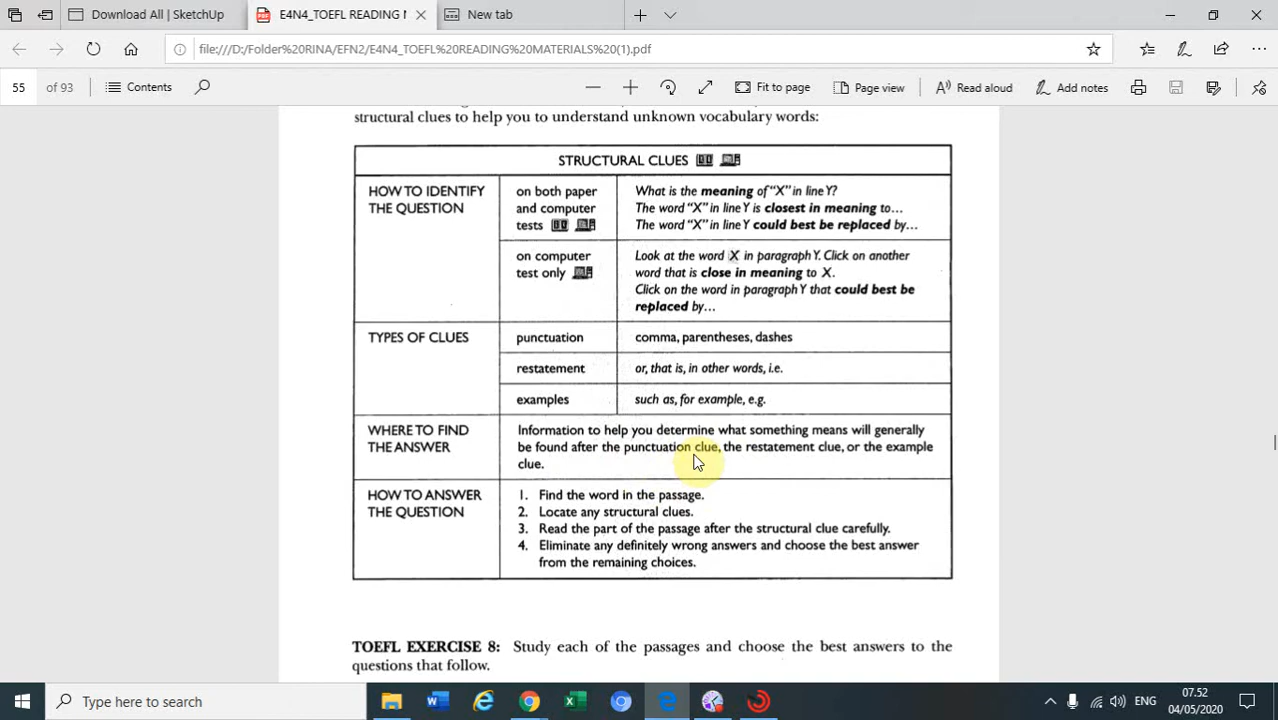 Download All | SketchUp
E4N4_TOEFL READING M
New tab
file:///D:/Folder%20RINA/EFN2/E4N4_TOEFL%20READING%20MATERIALS%20(1).pdf
55 of 93
Contents
Fit to page
Page view
Read aloud
Add notes
structural clues to help you to understand unknown vocabulary words:
STRUCTURAL CLUES
HOW TO IDENTIFY
THE QUESTION
on both paper
and computer
tests
What is the meaning of "X" in line Y?
The word "X" in line Y is closest in meaning to...
The word "X" in line Y could best be replaced by...
on computer
test only
Look at the word X in paragraph Y. Click on another
word that is close in meaning to X.
Click on the word in paragraph Y that could best be
replaced by...
TYPES OF CLUES
punctuation
comma, parentheses, dashes
restatement
or, that is, in other words, i.e.
examples
such as, for example, e.g.
WHERE TO FIND
THE ANSWER
Information to help you determine what something means will generally
be found after the punctuation clue, the restatement clue, or the example
clue.
HOW TO ANSWER
THE QUESTION
1. Find the word in the passage.
2. Locate any structural clues.
3. Read the part of the passage after the structural clue carefully.
4. Eliminate any definitely wrong answers and choose the best answer
from the remaining choices.
TOEFL EXERCISE 8: Study each of the passages and choose the best answers to the
questions that follow.
Type here to search
ENG
07.52
04/05/2020